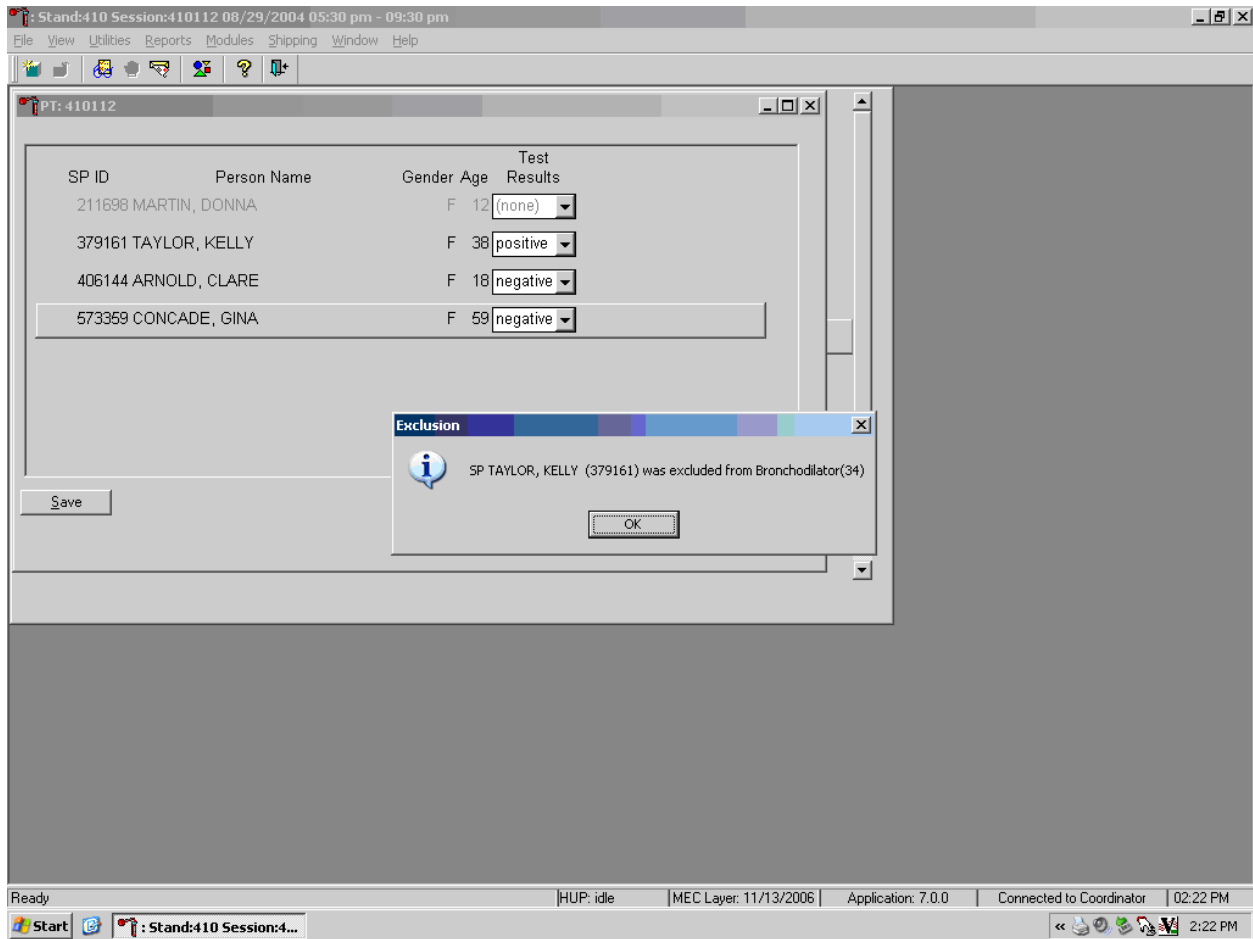 : Stand:410 Session:410112 08/29/2004 05:30 pm - 09:30 pm
File View Utilities Reports Modules Shipping Window Help
PT: 410112
Test
SP ID Person Name Gender Age Results
211698 MARTIN, DONNA F 12 (none)
379161 TAYLOR, KELLY F 38 positive
406144 ARNOLD, CLARE F 18 negative
573359 CONCADE, GINA F 59 negative
Exclusion
SP TAYLOR, KELLY (379161) was excluded from Bronchodilator(34)
Save
OK
Ready HUP: idle MEC Layer: 11/13/2006 Application: 7.0.0 Connected to Coordinator 02:22 PM
Start : Stand:410 Session:4... « 2:22 PM